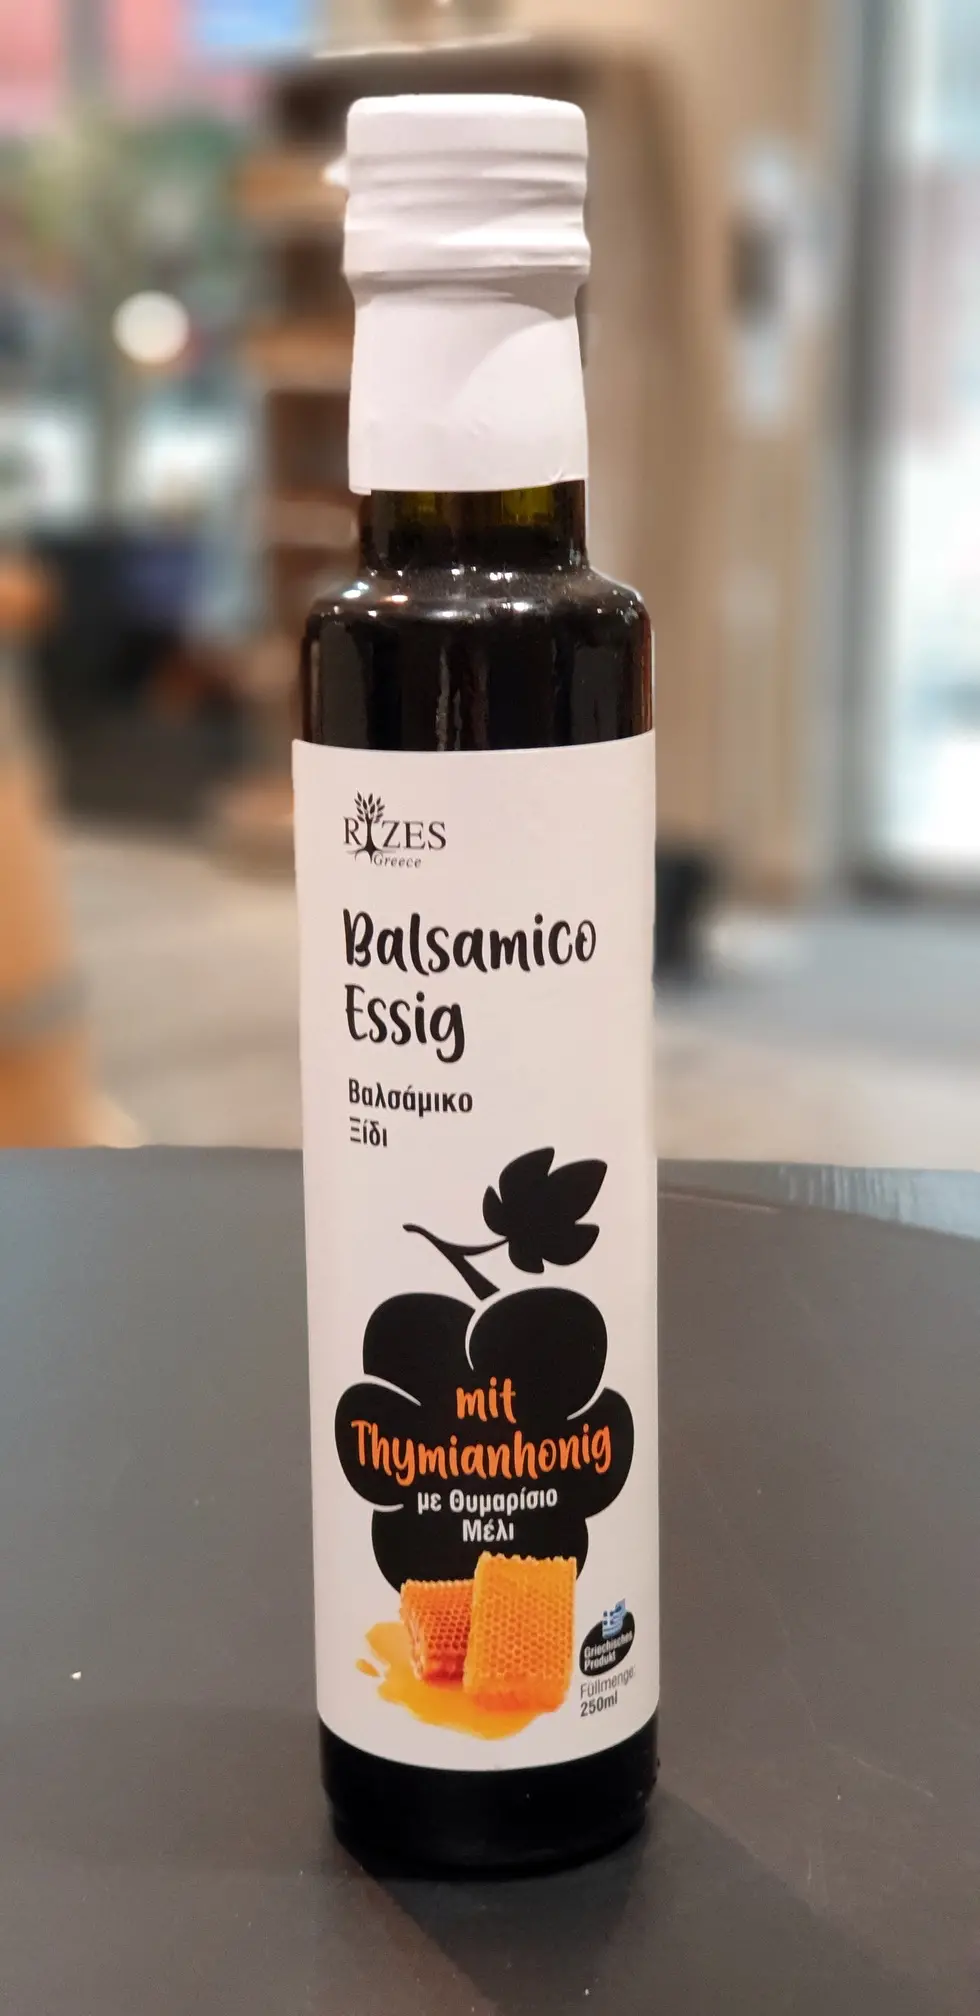 RIZES
Greece
Balsamico
Essig
Βαλσάμικο
Ξίδι
mit
Thymianhonig
με Θυμαρίσιο
Μέλι
Griechisches
Produkt
Füllmenge:
250ml